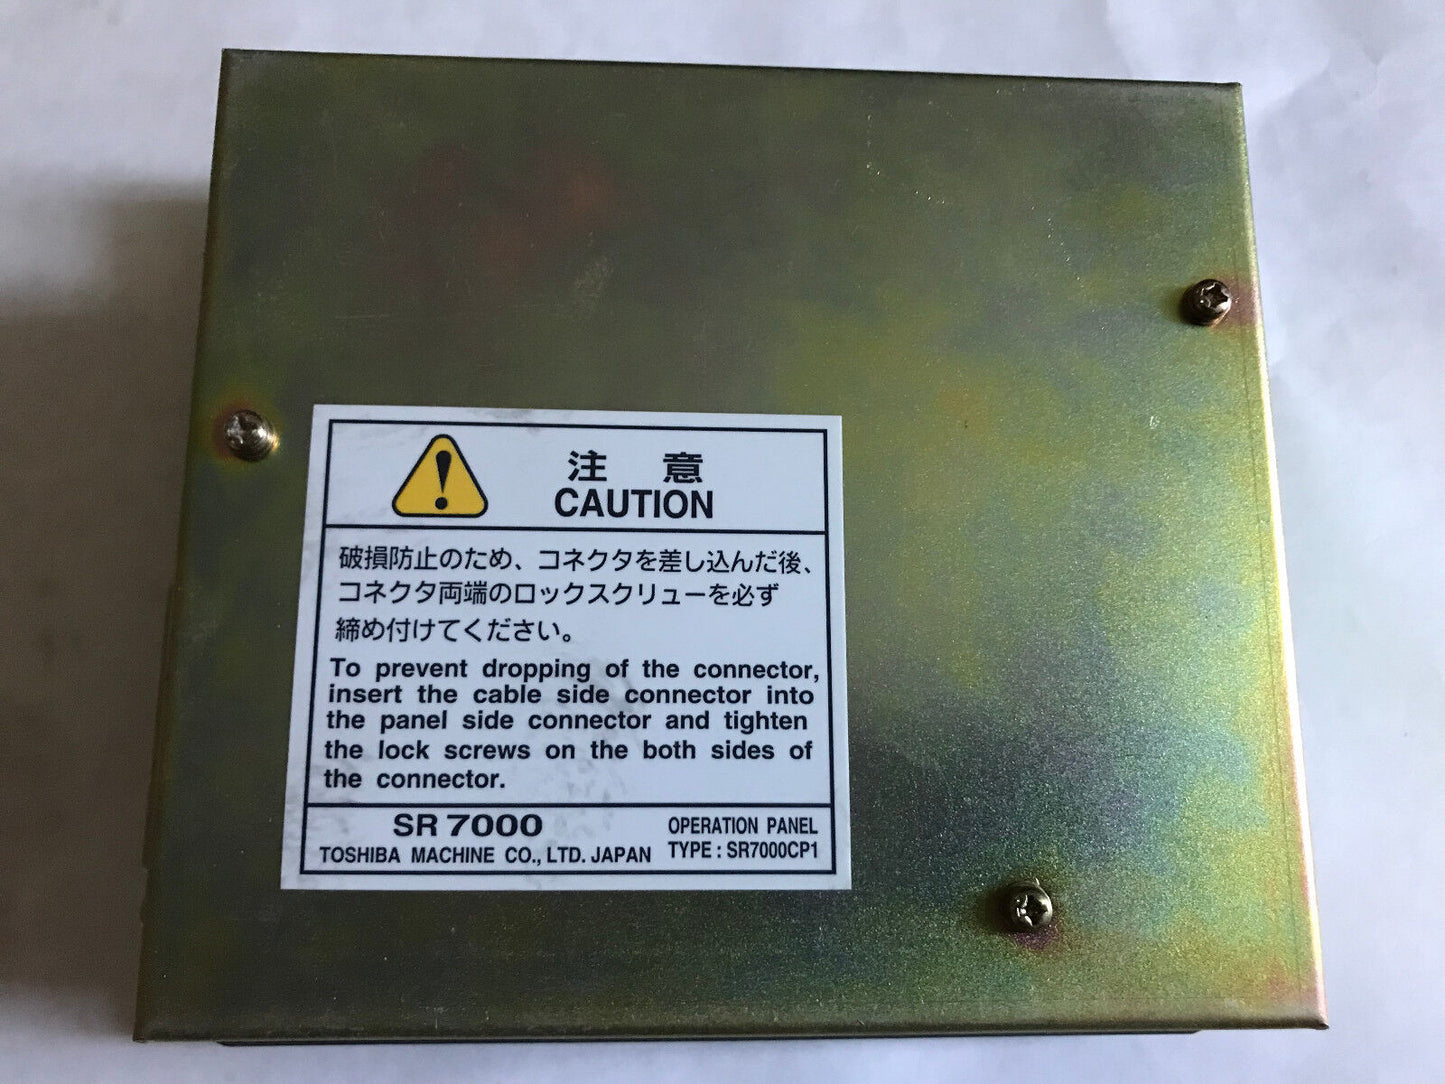 注 意
CAUTION
破損防止のため、コネクタを差し込んだ後、
コネクタ両端のロックスクリューを必ず
締め付けてください。
To prevent dropping of the connector,
insert the cable side connector into
the panel side connector and tighten
the lock screws on the both sides of
the connector.
SR 7000
TOSHIBA MACHINE CO., LTD. JAPAN
OPERATION PANEL
TYPE : SR7000CP1